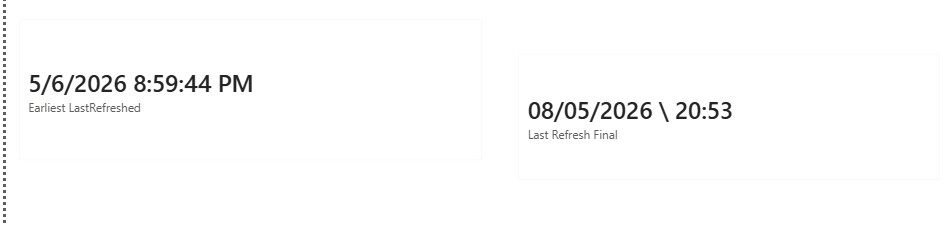 5/6/2026 8:59:44 PM
Earliest LastRefreshed
08/05/2026 \ 20:53
Last Refresh Final